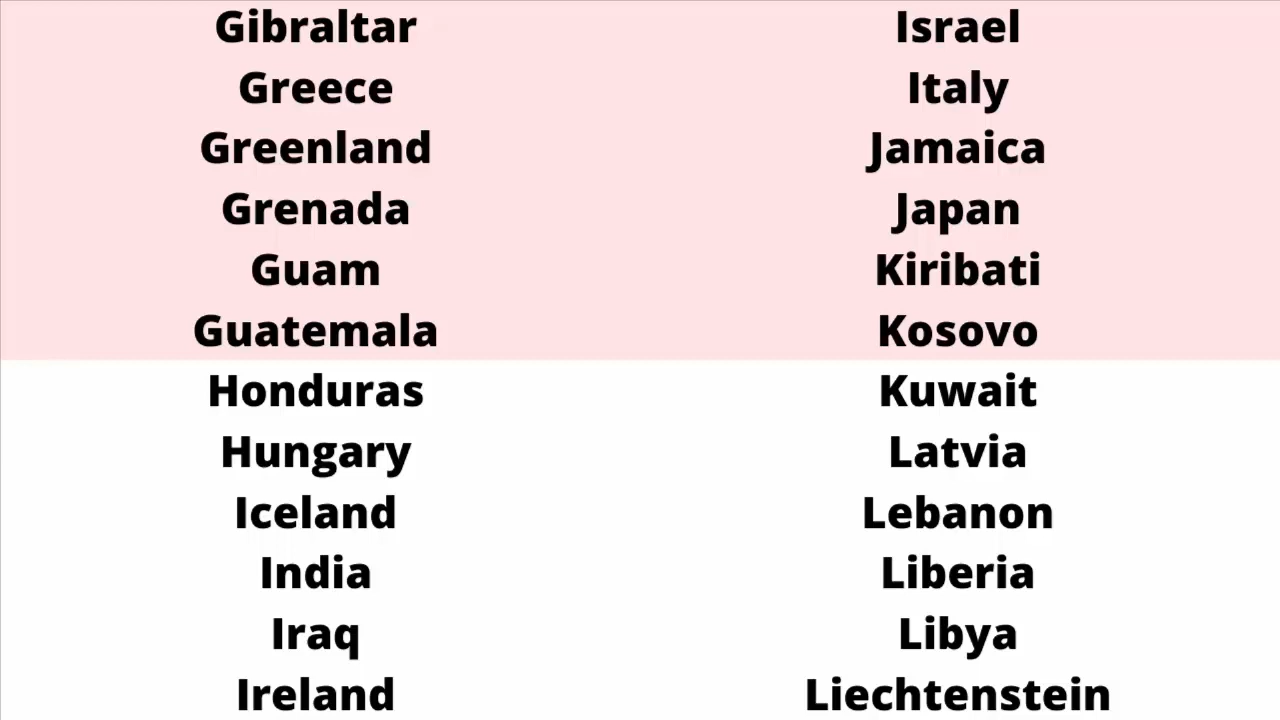 Gibraltar
Greece
Greenland
Grenada
Guam
Guatemala
Honduras
Hungary
Iceland
India
Iraq
Ireland
Israel
Italy
Jamaica
Japan
Kiribati
Kosovo
Kuwait
Latvia
Lebanon
Liberia
Libya
Liechtenstein